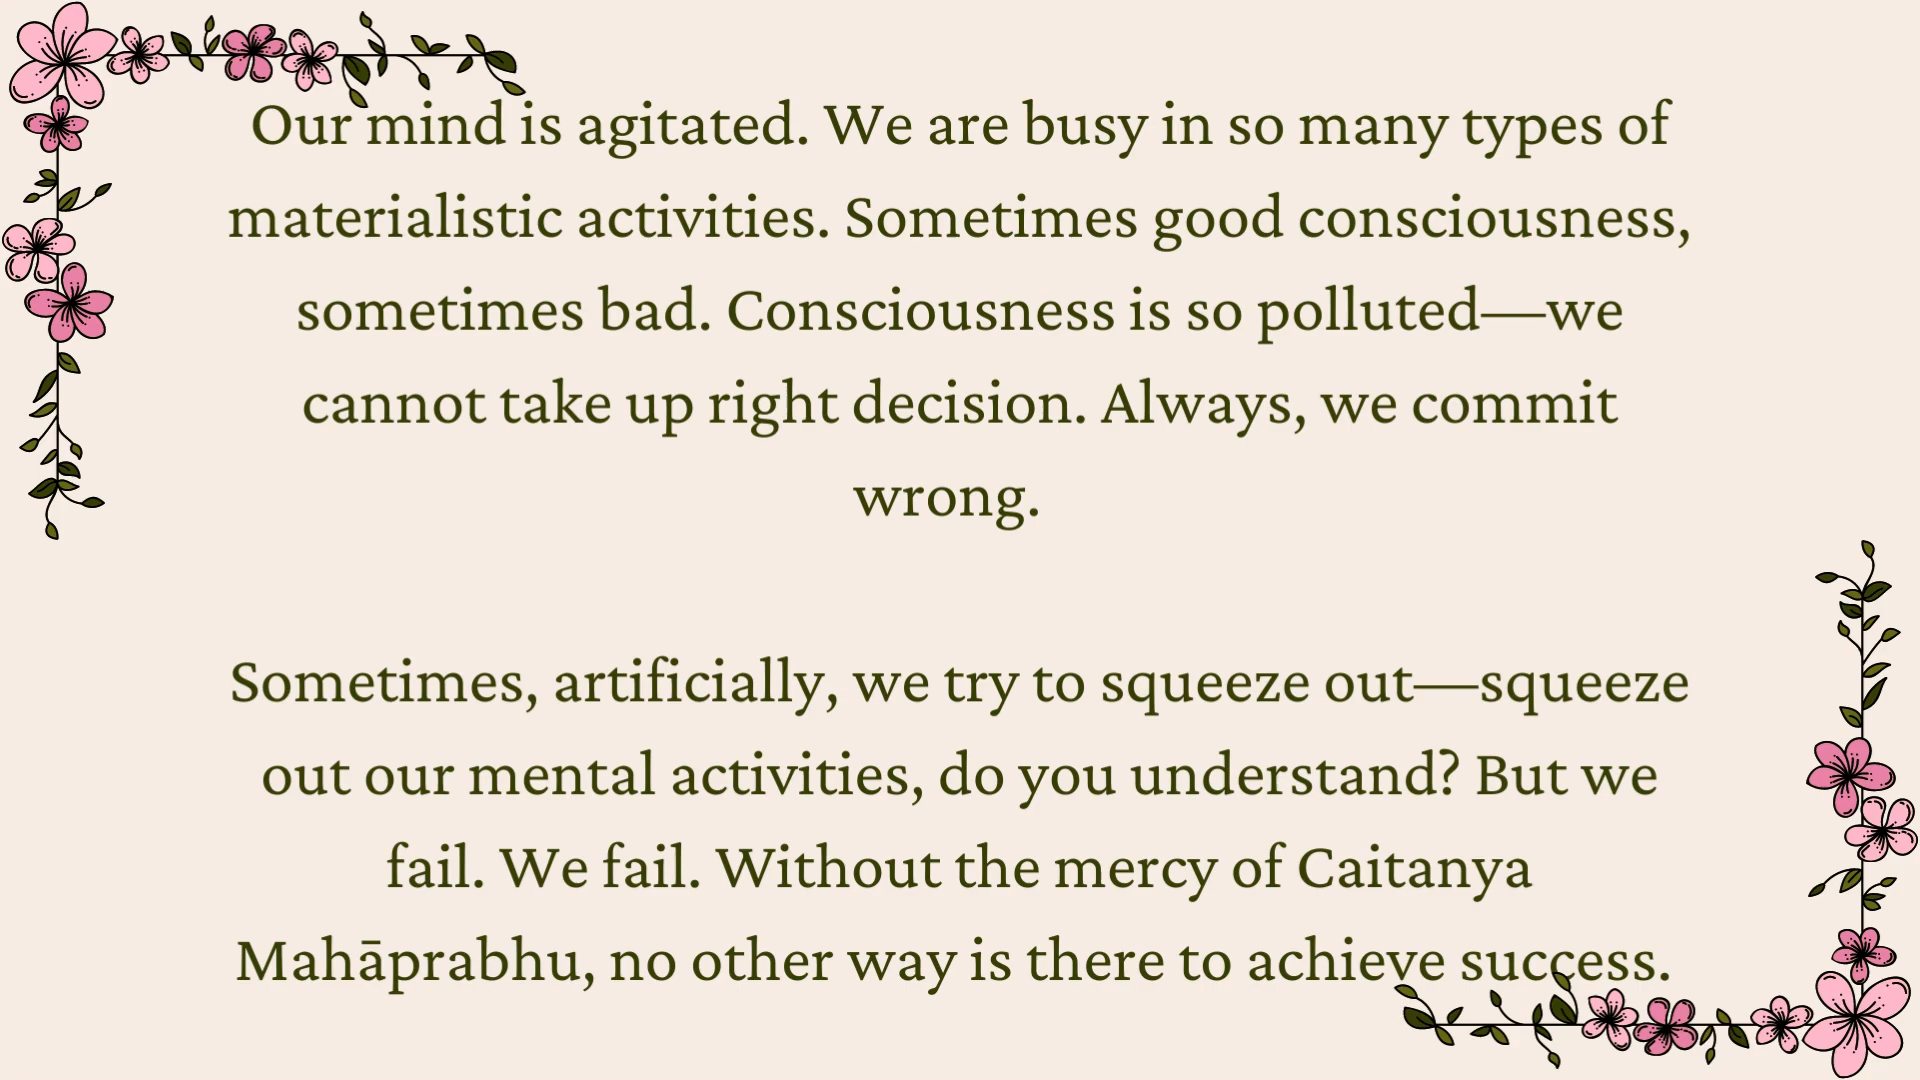 Our mind is agitated. We are busy in so many types of
materialistic activities. Sometimes good consciousness,
sometimes bad. Consciousness is so polluted—we
cannot take up right decision. Always, we commit
wrong.
Sometimes, artificially, we try to squeeze out—squeeze
out our mental activities, do you understand? But we
fail. We fail. Without the mercy of Caitanya
Mahāprabhu, no other way is there to achieve success.